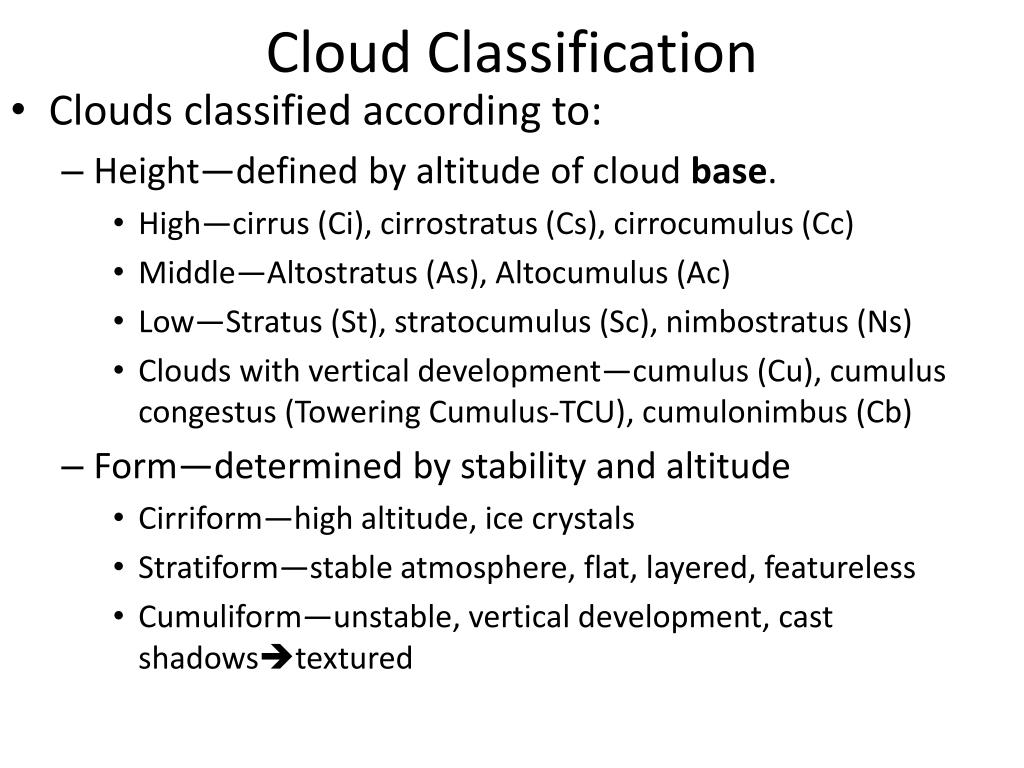 Cloud Classification
• Clouds classified according to:
– Height—defined by altitude of cloud base.
• High—cirrus (Ci), cirrostratus (Cs), cirrocumulus (Cc)
• Middle—Altostratus (As), Altocumulus (Ac)
• Low—Stratus (St), stratocumulus (Sc), nimbostratus (Ns)
• Clouds with vertical development—cumulus (Cu), cumulus
congestus (Towering Cumulus-TCU), cumulonimbus (Cb)
– Form—determined by stability and altitude
• Cirriform—high altitude, ice crystals
• Stratiform—stable atmosphere, flat, layered, featureless
• Cumuliform—unstable, vertical development, cast
shadows➔textured